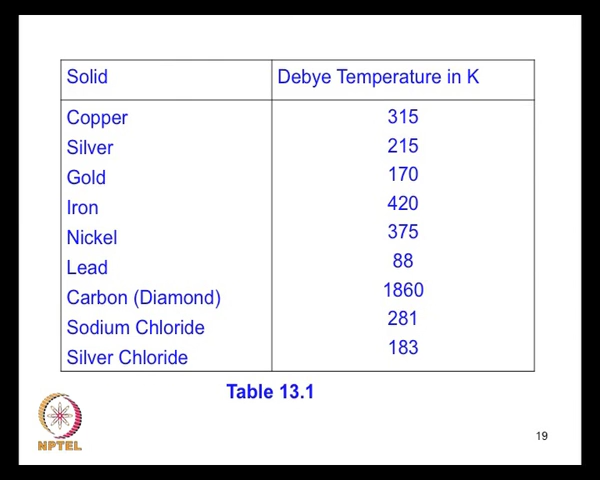 Solid Debye Temperature in K
Copper 315
Silver 215
Gold 170
Iron 420
Nickel 375
Lead 88
Carbon (Diamond) 1860
Sodium Chloride 281
Silver Chloride 183
Table 13.1
NPTEL
19